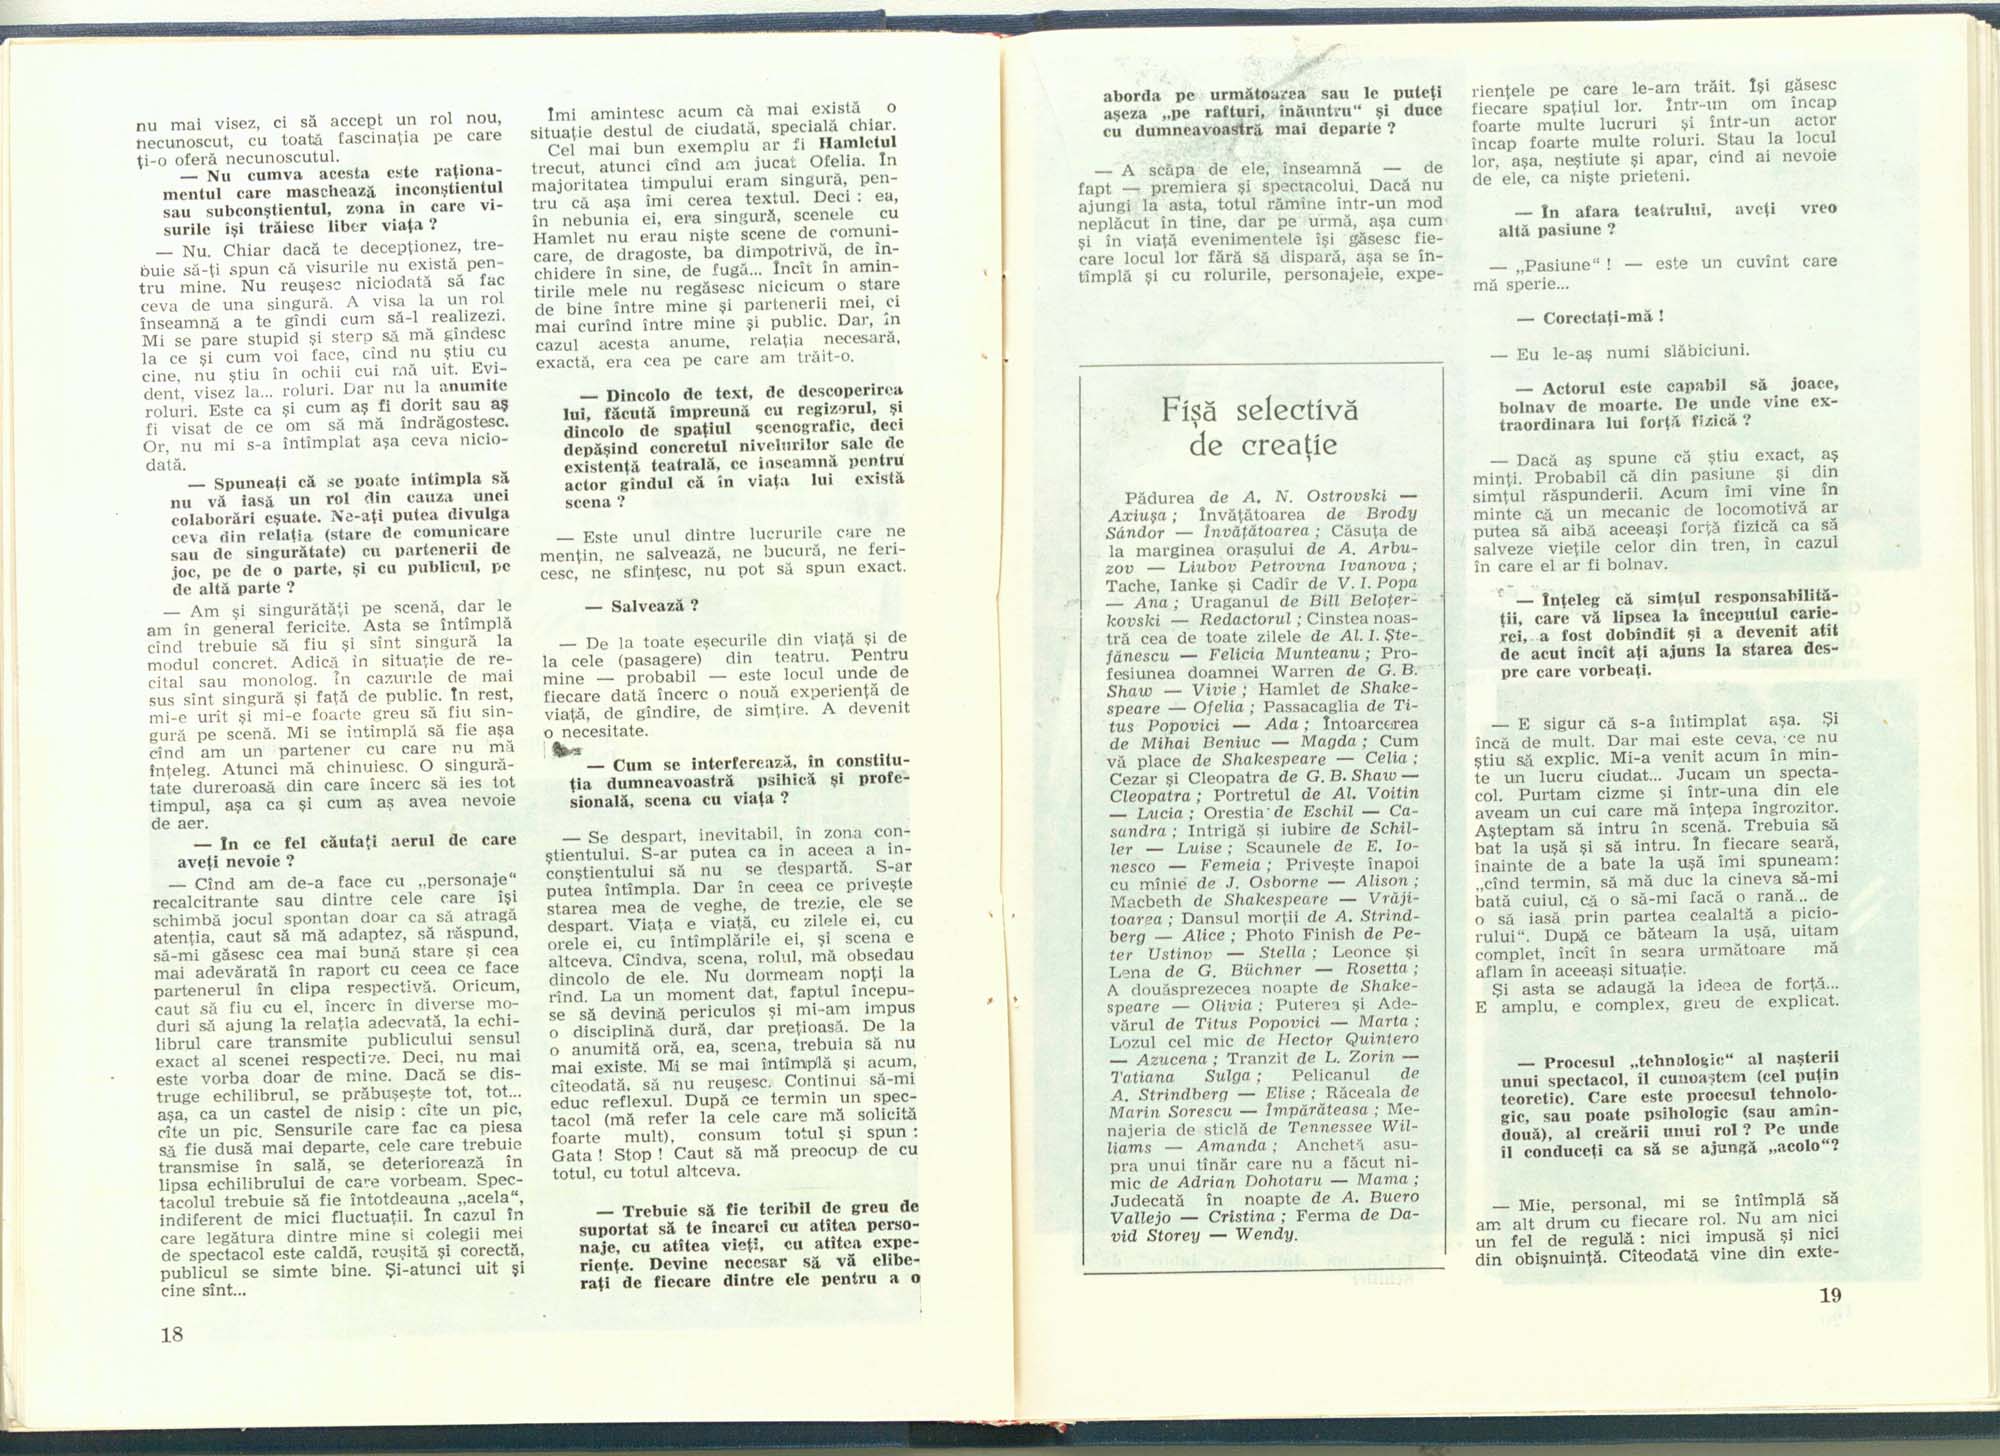 nu mai visez, ci să accept un rol nou,
necunoscut, cu toată fascinația pe care
ți-o oferă necunoscutul.
— Nu cumva acesta este raționa-
mentul care maschează inconștientul
sau subconștientul, zona în care vi-
surile își trăiesc liber viața ?
— Nu. Chiar dacă te decepționez, tre-
buie să-ți spun că visurile nu există pen-
tru mine. Nu reușesc niciodată să fac
ceva de una singură. A visa la un rol
înseamnă a te gîndi cum să-l realizezi.
Mi se pare stupid și sterp să mă gîndesc
la ce și cum voi face, cînd nu știu cu
cine, nu știu în ochii cui mă uit. Evi-
dent, visez la... roluri. Dar nu la anumite
roluri. Este ca și cum aș fi dorit sau aș
fi visat de ce om să mă îndrăgostesc.
Or, nu mi s-a întîmplat așa ceva nicio-
dată.
— Spuneați că se poate întîmpla să
nu vă iasă un rol din cauza unei
colaborări eșuate. Ne-ați putea divulga
ceva din relația (stare de comunicare
sau de singurătate) cu partenerii de
joc, pe de o parte, și cu publicul, pe
de altă parte ?
— Am și singurătăți pe scenă, dar le
am în general fericite. Asta se întîmplă
cînd trebuie să fiu și sînt singură la
modul concret. Adică în situație de re-
cital sau monolog. În cazurile de mai
sus sînt singură și față de public. În rest,
mi-e urît și mi-e foarte greu să fiu sin-
gură pe scenă. Mi se întîmplă să fie așa
cînd am un partener cu care nu mă
înțeleg. Atunci mă chinuiesc. O singură-
tate dureroasă din care încerc să ies tot
timpul, așa ca și cum aș avea nevoie
de aer.
— În ce fel căutați aerul de care
aveți nevoie ?
— Cînd am de-a face cu „personaje“
recalcitrante sau dintre cele care își
schimbă jocul spontan doar ca să atragă
atenția, caut să mă adaptez, să răspund,
să-mi găsesc cea mai bună stare și cea
mai adevărată în raport cu ceea ce face
partenerul în clipa respectivă. Oricum,
caut să fiu cu el, încerc în diverse mo-
duri să ajung la relația adecvată, la echi-
librul care transmite publicului sensul
exact al scenei respective. Deci, nu mai
este vorba doar de mine. Dacă se dis-
truge echilibrul, se prăbușește tot, tot...
așa, ca un castel de nisip : cîte un pic,
cîte un pic. Sensurile care fac ca piesa
să fie dusă mai departe, cele care trebuie
transmise în sală, se deteriorează în
lipsa echilibrului de care vorbeam. Spec-
tacolul trebuie să fie întotdeauna „acela“,
indiferent de mici fluctuații. În cazul în
care legătura dintre mine si colegii mei
de spectacol este caldă, reușită și corectă,
publicul se simte bine. Și-atunci uit și
cine sînt...
18
Îmi amintesc acum că mai există o
situație destul de ciudată, specială chiar.
Cel mai bun exemplu ar fi Hamletul
trecut, atunci cînd am jucat Ofelia. În
majoritatea timpului eram singură, pen-
tru că așa îmi cerea textul. Deci : ea,
în nebunia ei, era singură, scenele cu
Hamlet nu erau niște scene de comuni-
care, de dragoste, ba dimpotrivă, de în-
chidere în sine, de fugă... Încît în amin-
tirile mele nu regăsesc nicicum o stare
de bine între mine și partenerii mei, ci
mai curînd între mine și public. Dar, în
cazul acesta anume, relația necesară,
exactă, era cea pe care am trăit-o.
— Dincolo de text, de descoperirea
lui, făcută împreună cu regizorul, și
dincolo de spațiul scenografic, deci
depășind concretul nivelurilor sale de
existență teatrală, ce inseamnă pentru
actor gîndul că în viața lui există
scena ?
— Este unul dintre lucrurile care ne
mențin, ne salvează, ne bucură, ne feri-
cesc, ne sfințesc, nu pot să spun exact.
— Salvează ?
— De la toate eșecurile din viață și de
la cele (pasagere) din teatru. Pentru
mine — probabil — este locul unde de
fiecare dată încerc o nouă experiență de
viață, de gîndire, de simțire. A devenit
o necesitate.
— Cum se interferează, în constitu-
ția dumneavoastră psihică și profe-
sională, scena cu viața ?
— Se despart, inevitabil, în zona con-
știentului. S-ar putea ca in aceea a in-
conștientului să nu se despartă. S-ar
putea întîmpla. Dar în ceea ce privește
starea mea de veghe, de trezie, ele se
despart. Viața e viață, cu zilele ei, cu
orele ei, cu întîmplările ei, și scena e
altceva. Cîndva, scena, rolul, mă obsedau
dincolo de ele. Nu dormeam nopți la
rînd. La un moment dat, faptul începu-
se să devină periculos și mi-am impus
o disciplină dură, dar prețioasă. De la
o anumită oră, ea, scena, trebuia să nu
mai existe. Mi se mai întîmplă și acum,
cîteodată, să nu reușesc. Continui să-mi
educ reflexul. După ce termin un spec-
tacol (mă refer la cele care mă solicită
foarte mult), consum totul și spun :
Gata ! Stop ! Caut să mă preocup de cu
totul, cu totul altceva.
— Trebuie să fie teribil de greu de
suportat să te încarci cu atîtea perso-
naje, cu atîtea vieți, cu atîtea expe-
riențe. Devine necesar să vă elibe-
rați de fiecare dintre ele pentru a o
aborda pe următoarea sau le puteți
așeza „pe rafturi, înăuntru“ și duce
cu dumneavoastră mai departe ?
— A scăpa de ele, înseamnă — de
fapt — premiera și spectacolui. Dacă nu
ajungi la asta, totul rămîne într-un mod
neplăcut în tine, dar pe urmă, așa cum
și în viață evenimentele își găsesc fie-
care locul lor fără să dispară, așa se în-
tîmplă și cu rolurile, personajele, expe-
Fișă selectivă
de creație
Pădurea de A. N. Ostrovski —
Axiușa ; Învățătoarea de Brody
Sándor — Învățătoarea ; Căsuța de
la marginea orașului de A. Arbu-
zov — Liubov Petrovna Ivanova ;
Tache, Ianke și Cadîr de V. I. Popa
— Ana ; Uraganul de Bill Beloțer-
kovski — Redactorul ; Cinstea noas-
tră cea de toate zilele de Al. I. Ște-
fănescu — Felicia Munteanu ; Pro-
fesiunea doamnei Warren de G. B.
Shaw — Vivie ; Hamlet de Shake-
speare — Ofelia ; Passacaglia de Ti-
tus Popovici — Ada ; Întoarcerea
de Mihai Beniuc — Magda ; Cum
vă place de Shakespeare — Celia ;
Cezar și Cleopatra de G. B. Shaw —
Cleopatra ; Portretul de Al. Voitin
— Lucia ; Orestia de Eschil — Ca-
sandra ; Intrigă și iubire de Schil-
ler — Luise ; Scaunele de E. Io-
nesco — Femeia ; Privește înapoi
cu mînie de J. Osborne — Alison ;
Macbeth de Shakespeare — Vrăji-
toarea ; Dansul morții de A. Strind-
berg — Alice ; Photo Finish de Pe-
ter Ustinov — Stella ; Leonce și
Lena de G. Büchner — Rosetta ;
A douăsprezecea noapte de Shake-
speare — Olivia ; Puterea și Ade-
vărul de Titus Popovici — Marta ;
Lozul cel mic de Hector Quintero
— Azucena ; Tranzit de L. Zorin —
Tatiana Sulga ; Pelicanul de
A. Strindberg — Elise ; Răceala de
Marin Sorescu — Împărăteasa ; Me-
najeria de sticlă de Tennessee Wil-
liams — Amanda ; Anchetă asu-
pra unui tînăr care nu a făcut ni-
mic de Adrian Dohotaru — Mama ;
Judecată în noapte de A. Buero
Vallejo — Cristina ; Ferma de Da-
vid Storey — Wendy.
riențele pe care le-am trăit. Își găsesc
fiecare spațiul lor. Într-un om încap
foarte multe lucruri și într-un actor
încap foarte multe roluri. Stau la locul
lor, așa, neștiute și apar, cînd ai nevoie
de ele, ca niște prieteni.
— În afara teatrului, aveți vreo
altă pasiune ?
— „Pasiune“ ! — este un cuvînt care
mă sperie...
— Corectați-mă !
— Eu le-aș numi slăbiciuni.
— Actorul este capabil să joace,
bolnav de moarte. De unde vine ex-
traordinara lui forță fizică ?
— Dacă aș spune că știu exact, aș
minți. Probabil că din pasiune și din
simțul răspunderii. Acum îmi vine în
minte că un mecanic de locomotivă ar
putea să aibă aceeași forță fizică ca să
salveze viețile celor din tren, în cazul
în care el ar fi bolnav.
— Înțeleg că simțul responsabilită-
ții, care vă lipsea la începutul carie-
rei, a fost dobîndit și a devenit atît
de acut încît ați ajuns la starea des-
pre care vorbeați.
— E sigur că s-a întîmplat așa. Și
încă de mult. Dar mai este ceva, ce nu
știu să explic. Mi-a venit acum în min-
te un lucru ciudat... Jucam un specta-
col. Purtam cizme și într-una din ele
aveam un cui care mă înțepa îngrozitor.
Așteptam să intru în scenă. Trebuia să
bat la ușă și să intru. În fiecare seară,
înainte de a bate la ușă îmi spuneam:
„cînd termin, să mă duc la cineva să-mi
bată cuiul, că o să-mi facă o rană... de
o să iasă prin partea cealaltă a picio-
rului“. După ce băteam la ușă, uitam
complet, încît în seara următoare mă
aflam în aceeași situație.
Și asta se adaugă la ideea de forță...
E amplu, e complex, greu de explicat.
— Procesul „tehnologic“ al nașterii
unui spectacol, îl cunoaștem (cel puțin
teoretic). Care este procesul tehnolo-
gic, sau poate psihologic (sau amîn-
două), al creării unui rol ? Pe unde
îl conduceți ca să se ajungă „acolo“?
— Mie, personal, mi se întîmplă să
am alt drum cu fiecare rol. Nu am nici
un fel de regulă : nici impusă și nici
din obișnuință. Cîteodată vine din exte-
19